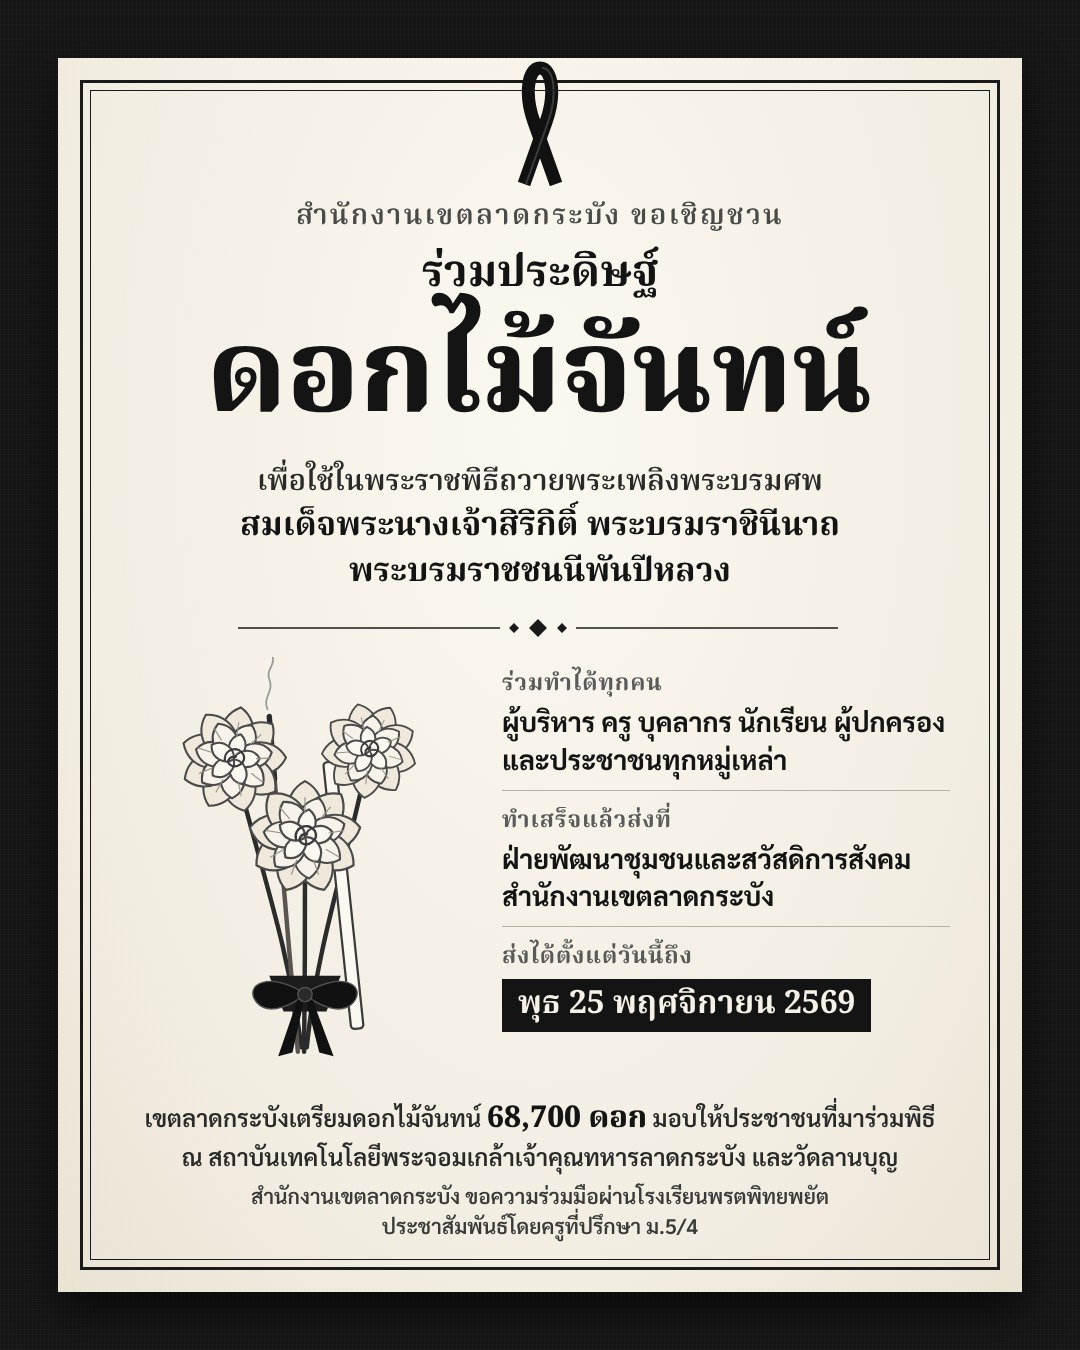 สำนักงานเขตลาดกระบัง ขอเชิญชวน
ร่วมประดิษฐ์
ดอกไม้จันทน์
เพื่อใช้ในพระราชพิธีถวายพระเพลิงพระบรมศพ
สมเด็จพระนางเจ้าสิริกิติ์ พระบรมราชินีนาถ
พระบรมราชชนนีพันปีหลวง
ร่วมทำได้ทุกคน
ผู้บริหาร ครู บุคลากร นักเรียน ผู้ปกครอง
และประชาชนทุกหมู่เหล่า
ทำเสร็จแล้วส่งที่
ฝ่ายพัฒนาชุมชนและสวัสดิการสังคม
สำนักงานเขตลาดกระบัง
ส่งได้ตั้งแต่วันนี้ถึง
พุธ 25 พฤศจิกายน 2569
เขตลาดกระบังเตรียมดอกไม้จันทน์ 68,700 ดอก มอบให้ประชาชนที่มาร่วมพิธี
ณ สถาบันเทคโนโลยีพระจอมเกล้าเจ้าคุณทหารลาดกระบัง และวัดลานบุญ
สำนักงานเขตลาดกระบัง ขอความร่วมมือผ่านโรงเรียนพรตพิทยพยัต
ประชาสัมพันธ์โดยครูที่ปรึกษา ม.5/4